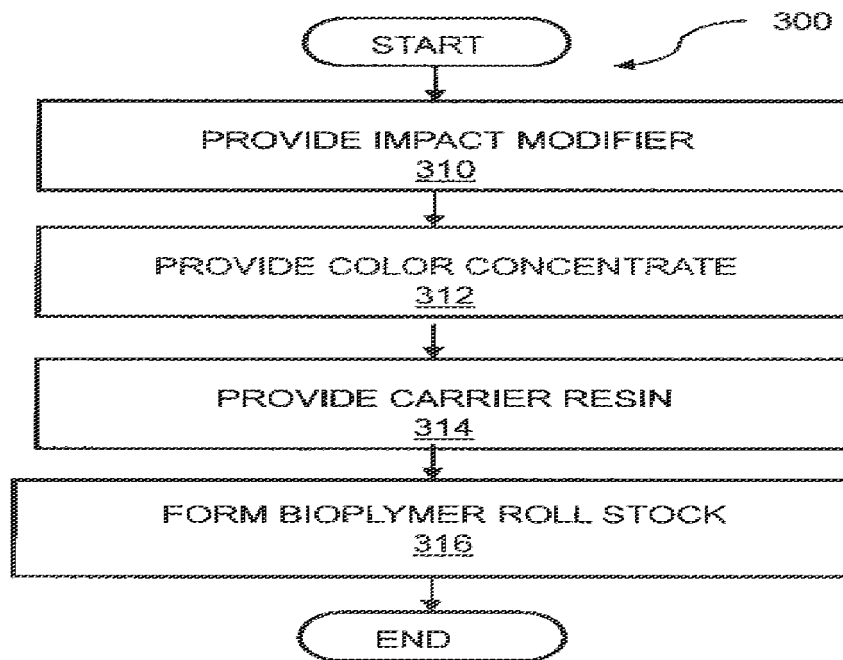 START
300
PROVIDE IMPACT MODIFIER
310
PROVIDE COLOR CONCENTRATE
312
PROVIDE CARRIER RESIN
314
FORM BIOPLYMER ROLL STOCK
316
END